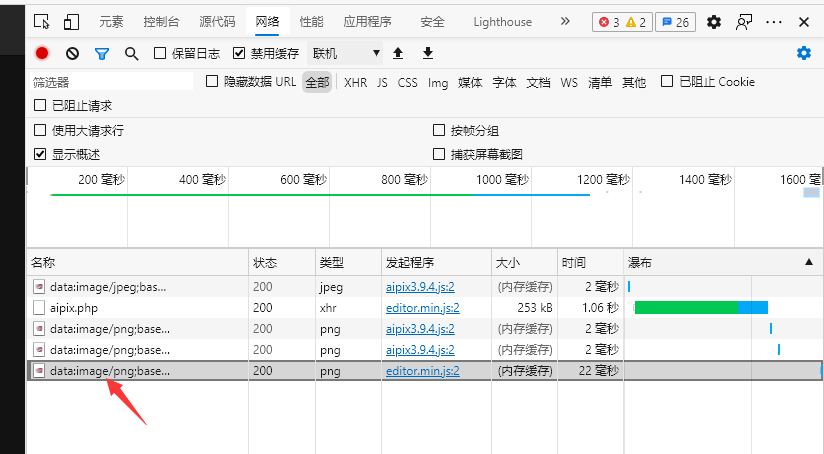 元素 控制台 源代码 网络 性能 应用程序 安全 Lighthouse » 3 2 26
保留日志 禁用缓存 联机
筛选器 隐藏数据 URL 全部 XHR JS CSS Img 媒体 字体 文档 WS 清单 其他 已阻止 Cookie
已阻止请求
使用大请求行 按帧分组
显示概述 捕获屏幕截图
200 毫秒 400 毫秒 600 毫秒 800 毫秒 1000 毫秒 1200 毫秒 1400 毫秒 1600 毫
名称 状态 类型 发起程序 大小 时间 瀑布
data:image/jpeg;bas... 200 jpeg aipix3.9.4.js:2 (内存缓存) 2 毫秒
aipix.php 200 xhr editor.min.js:2 253 kB 1.06 秒
data:image/png;base... 200 png aipix3.9.4.js:2 (内存缓存) 2 毫秒
data:image/png;base... 200 png aipix3.9.4.js:2 (内存缓存) 2 毫秒
data:image/png;base... 200 png editor.min.js:2 (内存缓存) 22 毫秒